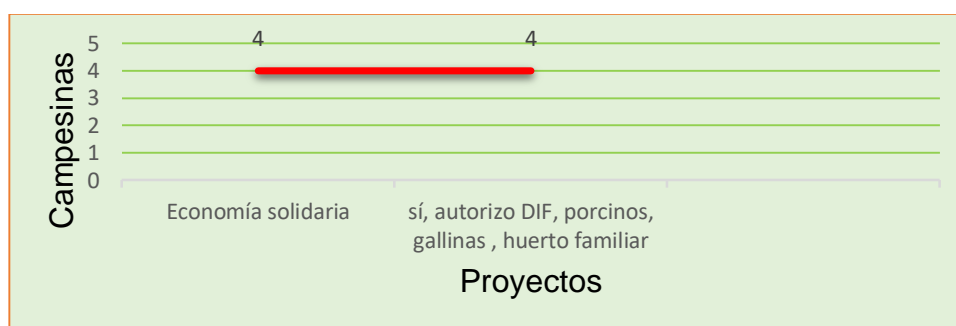 4 4
5
4
3
2
1
0
Campesinas
Economía solidaria
sí, autorizo DIF, porcinos,
gallinas , huerto familiar
Proyectos